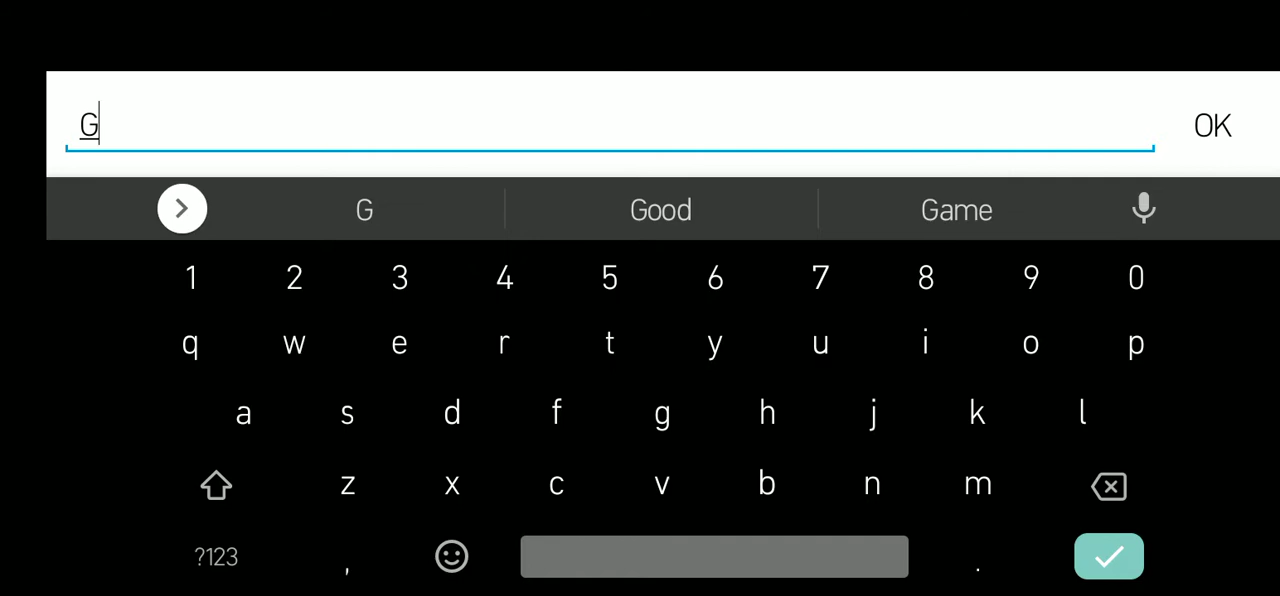 G
OK
G Good Game
1 2 3 4 5 6 7 8 9 0
q w e r t y u i o p
a s d f g h j k l
z x c v b n m
?123 , .